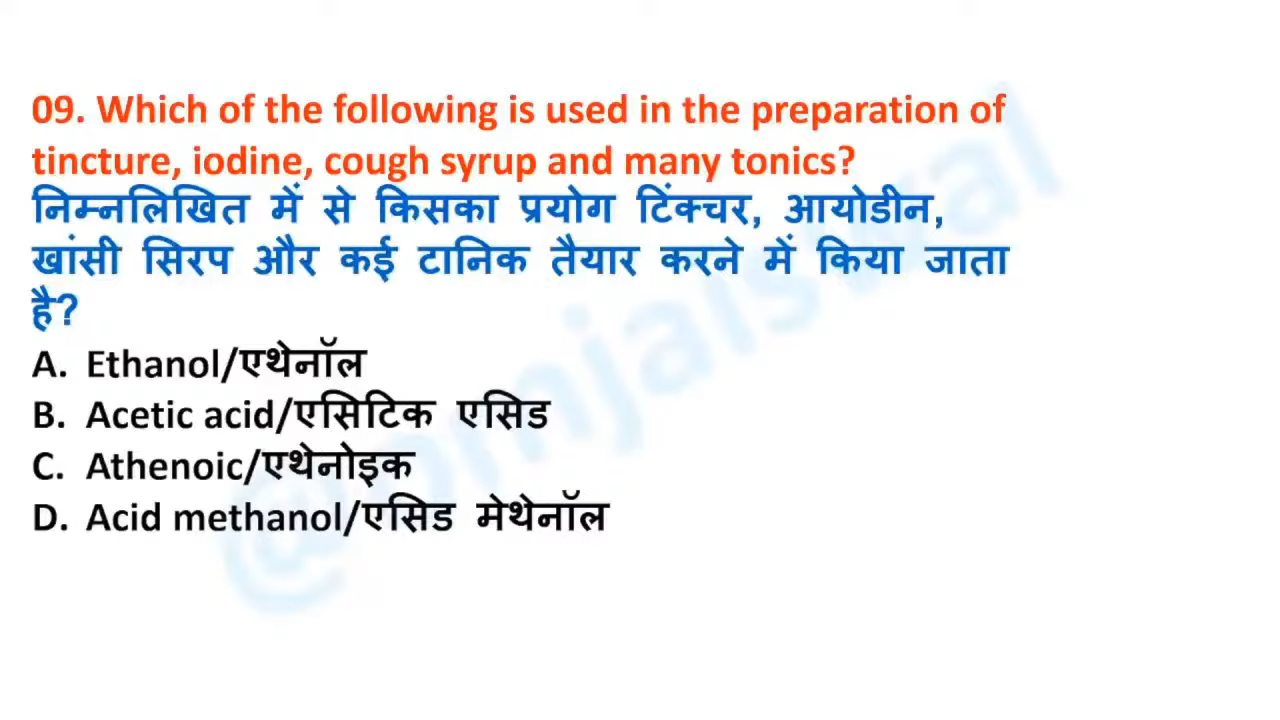 09. Which of the following is used in the preparation of
tincture, iodine, cough syrup and many tonics?
निम्नलिखित में से किसका प्रयोग टिंक्चर, आयोडीन,
खांसी सिरप और कई टानिक तैयार करने में किया जाता
है?
A. Ethanol/एथेनॉल
B. Acetic acid/एसिटिक एसिड
C. Athenoic/एथेनोइक
D. Acid methanol/एसिड मेथेनॉल
@omjaiswal